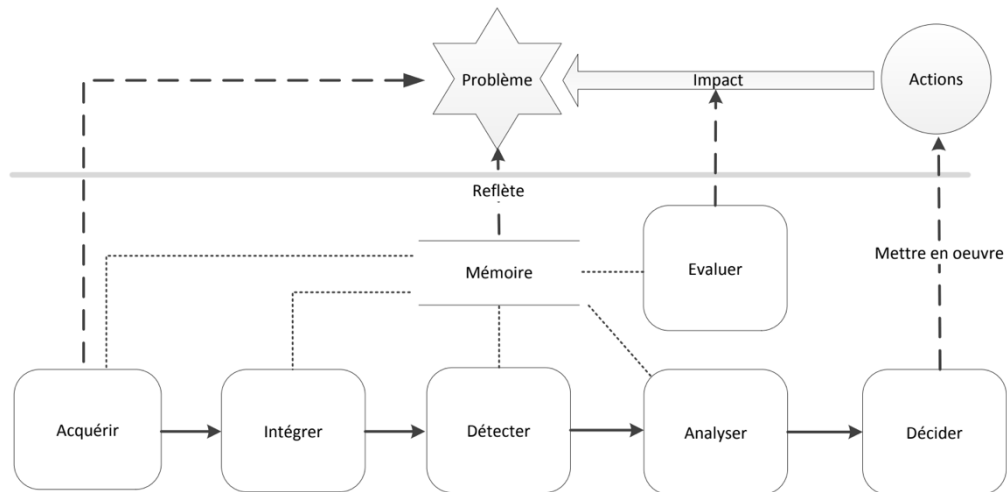 Problème
Impact
Actions
Reflète
Mémoire
Evaluer
Mettre en oeuvre
Acquérir
Intégrer
Détecter
Analyser
Décider